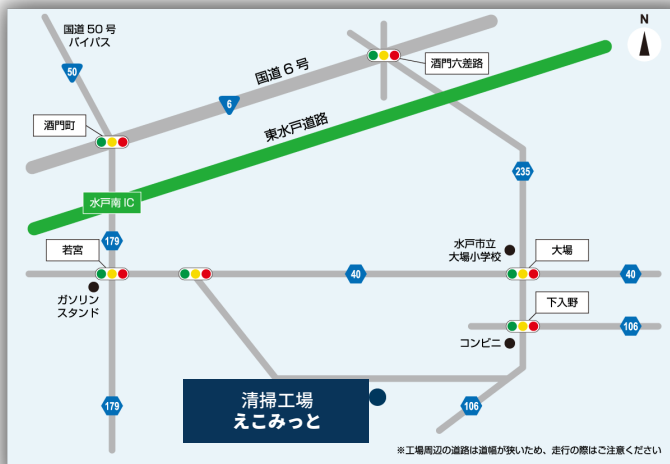 国道50号
バイパス
50
国道6号
6
酒門六差路
N
酒門町
東水戸道路
水戸南IC
235
179
若宮
水戸市立
大場小学校
大場
40
40
ガソリン
スタンド
下入野
106
コンビニ
清掃工場
えこみっと
179
106
※工場周辺の道路は道幅が狭いため、走行の際はご注意ください